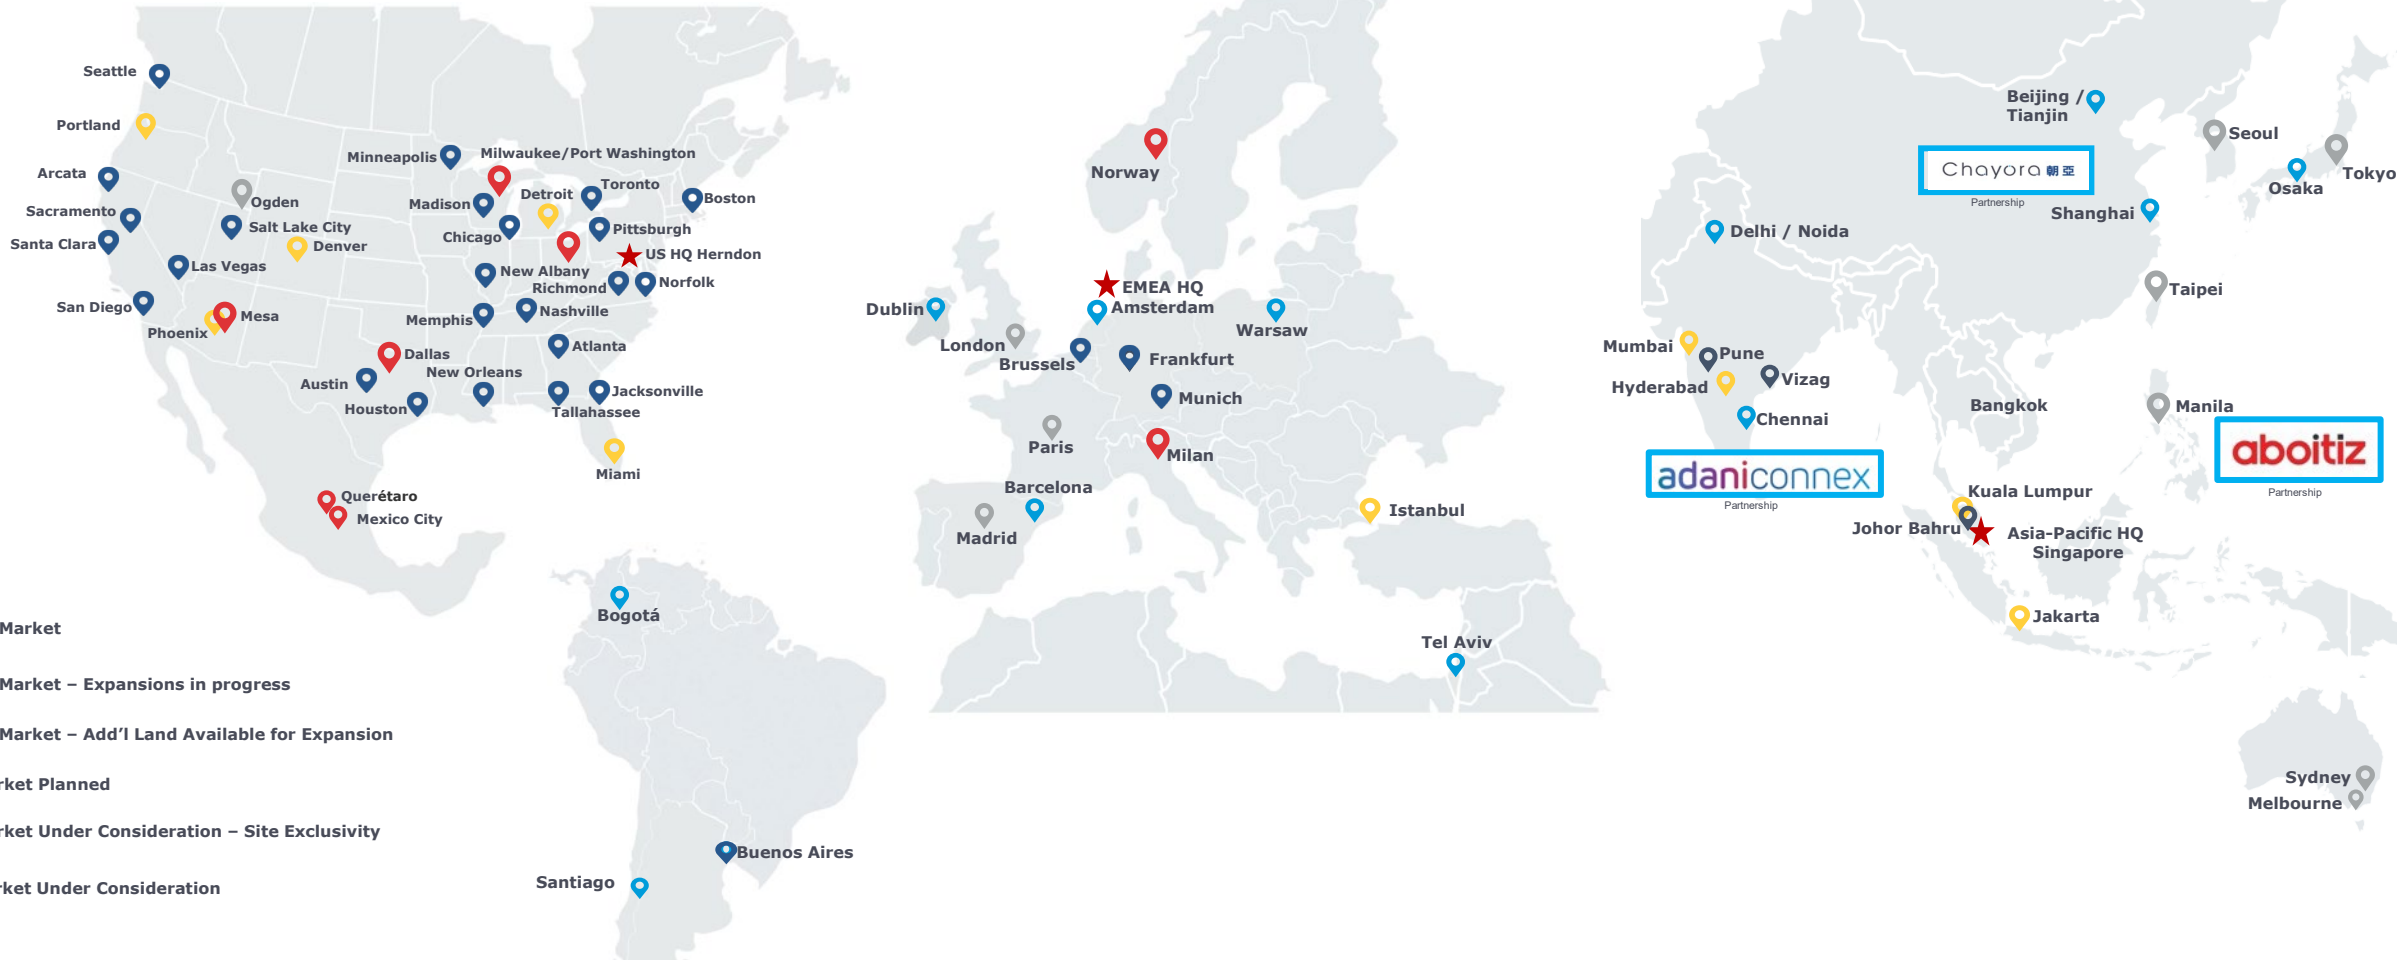 Seattle
Portland
Arcata
Sacramento
Santa Clara
San Diego
Las Vegas
Ogden
Salt Lake City
Denver
Phoenix
Mesa
Minneapolis
Milwaukee/Port Washington
Madison
Detroit
Toronto
Boston
Chicago
Pittsburgh
US HQ Herndon
New Albany
Richmond
Norfolk
Memphis
Nashville
Atlanta
Dallas
Austin
New Orleans
Houston
Tallahassee
Jacksonville
Miami
Querétaro
Mexico City
Bogotá
Buenos Aires
Santiago
Market
Market – Expansions in progress
Market – Add’l Land Available for Expansion
rket Planned
rket Under Consideration – Site Exclusivity
rket Under Consideration
Norway
Dublin
London
EMEA HQ
Amsterdam
Brussels
Frankfurt
Warsaw
Munich
Milan
Paris
Barcelona
Madrid
Istanbul
Tel Aviv
Beijing /
Tianjin
Chayora 朝亞
Partnership
Seoul
Osaka
Tokyo
Shanghai
Delhi / Noida
Taipei
Mumbai
Pune
Hyderabad
Vizag
Chennai
adaniconnex
Partnership
Bangkok
Manila
aboitiz
Partnership
Kuala Lumpur
Johor Bahru
Asia-Pacific HQ
Singapore
Jakarta
Sydney
Melbourne